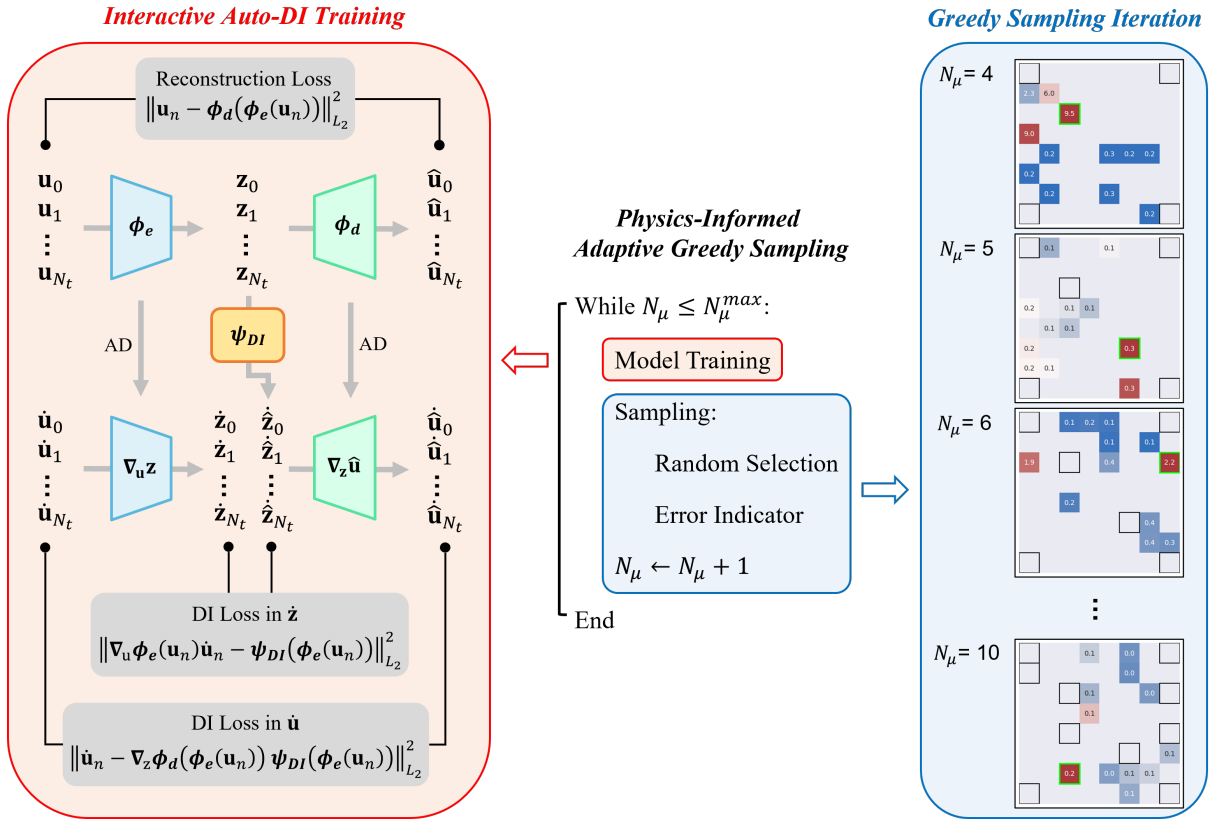 Interactive Auto-DI Training
Reconstruction Loss
‖u_n − ϕ_d(ϕ_e(u_n))‖²_{L_2}
u_0 z_0 û_0
u_1 z_1 û_1
⋮ ϕ_e ⋮ ϕ_d ⋮
u_{N_t} z_{N_t} û_{N_t}
AD ψ_{DI} AD
u̇_0 ż_0 ẑ̇_0 û̇_0
u̇_1 ż_1 ẑ̇_1 û̇_1
⋮ ∇_u z ⋮ ⋮ ∇_z û ⋮
u̇_{N_t} ż_{N_t} ẑ̇_{N_t} û̇_{N_t}
DI Loss in ż
‖∇_u ϕ_e(u_n)u̇_n − ψ_{DI}(ϕ_e(u_n))‖²_{L_2}
DI Loss in u̇
‖u̇_n − ∇_z ϕ_d(ϕ_e(u_n)) ψ_{DI}(ϕ_e(u_n))‖²_{L_2}
Physics-Informed
Adaptive Greedy Sampling
While N_μ ≤ N_μ^{max}:
Model Training
Sampling:
Random Selection
Error Indicator
N_μ ← N_μ + 1
End
Greedy Sampling Iteration
N_μ = 4
2.3 6.0
9.5
9.0
0.2 0.3 0.2 0.2
0.2
0.2 0.3
0.2
N_μ = 5
0.1 0.1
0.2 0.1 0.1
0.1 0.1
0.2 0.3
0.2 0.1
0.3
N_μ = 6
0.1 0.2 0.1
0.1 0.1
1.9 0.4 2.2
0.2
0.4
0.4 0.3
⋮
N_μ = 10
0.1 0.0
0.0
0.1 0.0
0.1
0.1
0.2 0.0 0.1 0.1
0.1